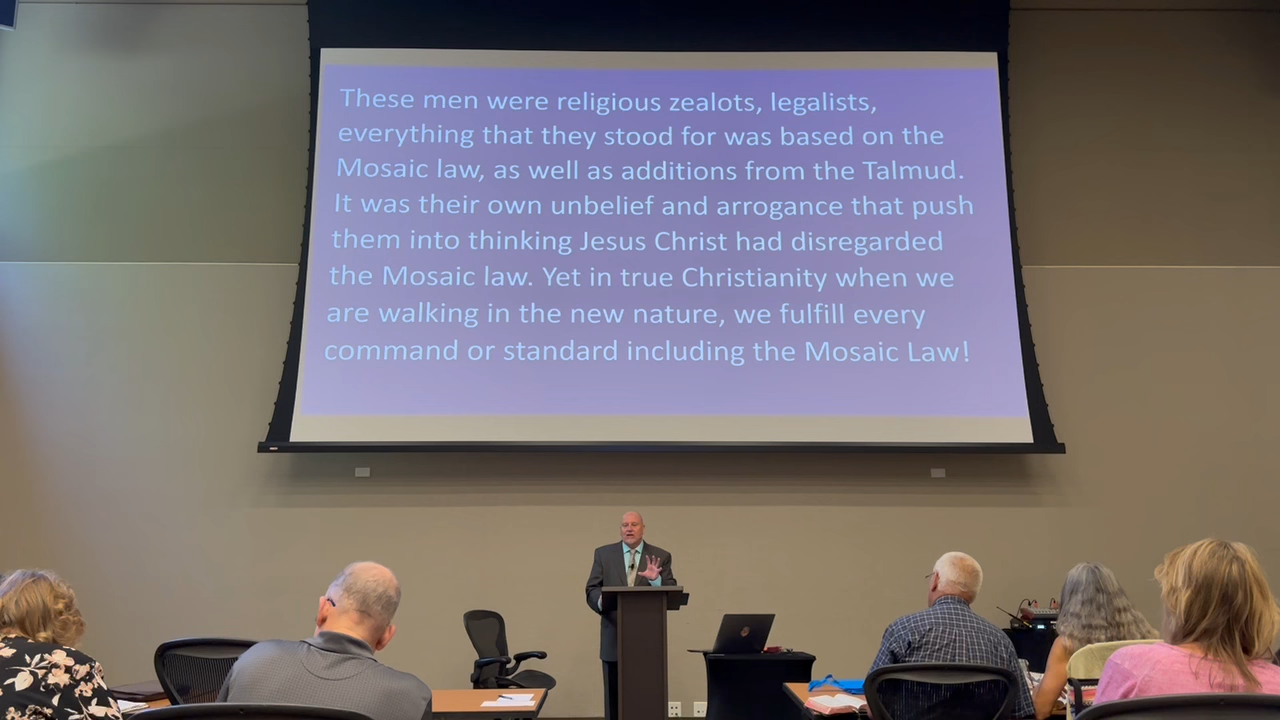 These men were religious zealots, legalists,
everything that they stood for was based on the
Mosaic law, as well as additions from the Talmud.
It was their own unbelief and arrogance that push
them into thinking Jesus Christ had disregarded
the Mosaic law. Yet in true Christianity when we
are walking in the new nature, we fulfill every
command or standard including the Mosaic Law!